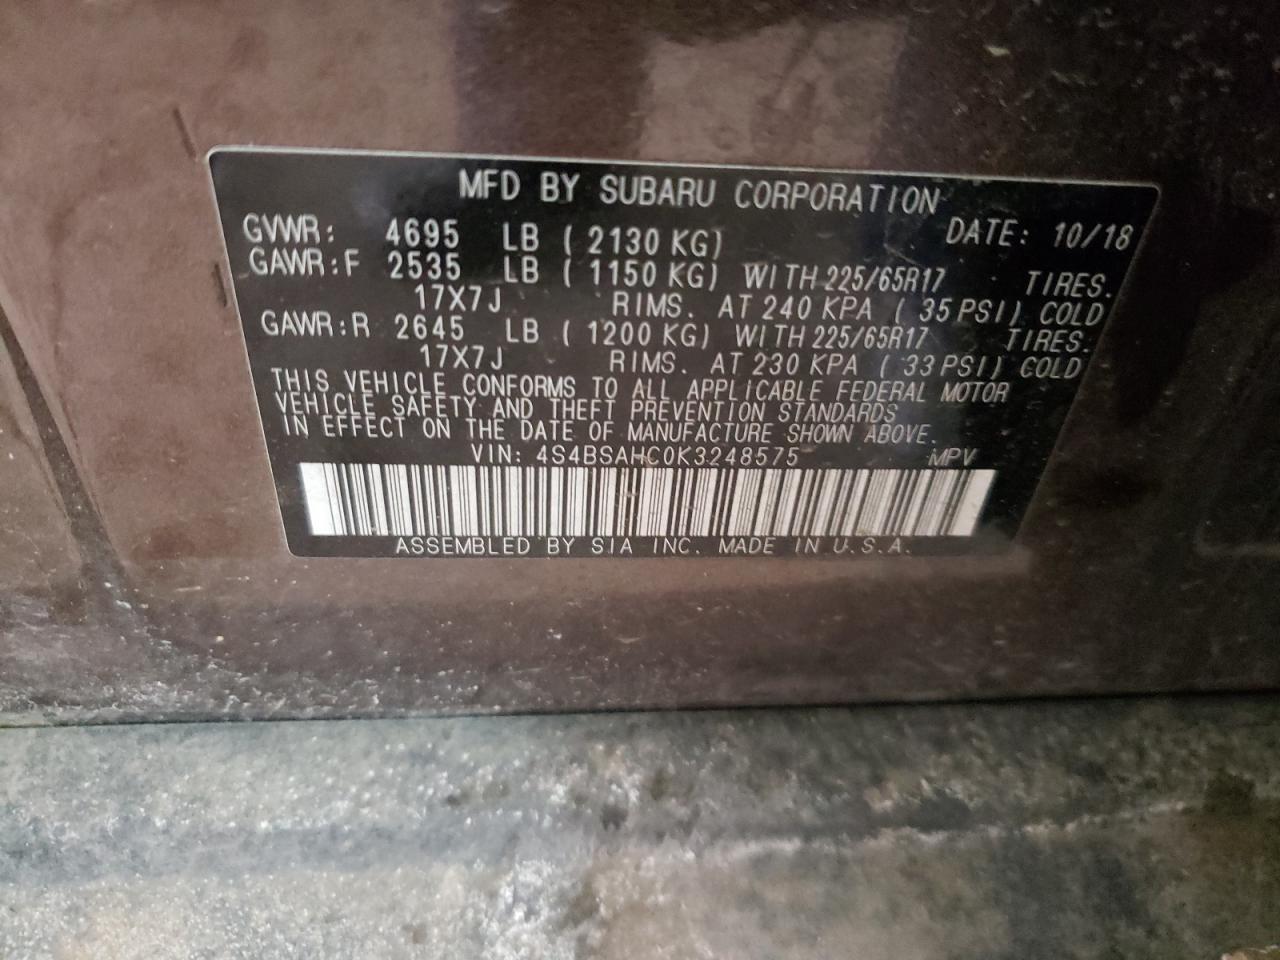 MFD BY SUBARU CORPORATION
GVWR: 4695 LB ( 2130 KG) DATE: 10/18
GAWR:F 2535 LB ( 1150 KG) WITH 225/65R17 TIRES.
17X7J RIMS. AT 240 KPA ( 35 PSI) COLD
GAWR:R 2645 LB ( 1200 KG) WITH 225/65R17 TIRES.
17X7J RIMS. AT 230 KPA ( 33 PSI) COLD
THIS VEHICLE CONFORMS TO ALL APPLICABLE FEDERAL MOTOR
VEHICLE SAFETY AND THEFT PREVENTION STANDARDS
IN EFFECT ON THE DATE OF MANUFACTURE SHOWN ABOVE.
VIN: 4S4BSAHC0K3248575 MPV
ASSEMBLED BY SIA INC. MADE IN U.S.A.